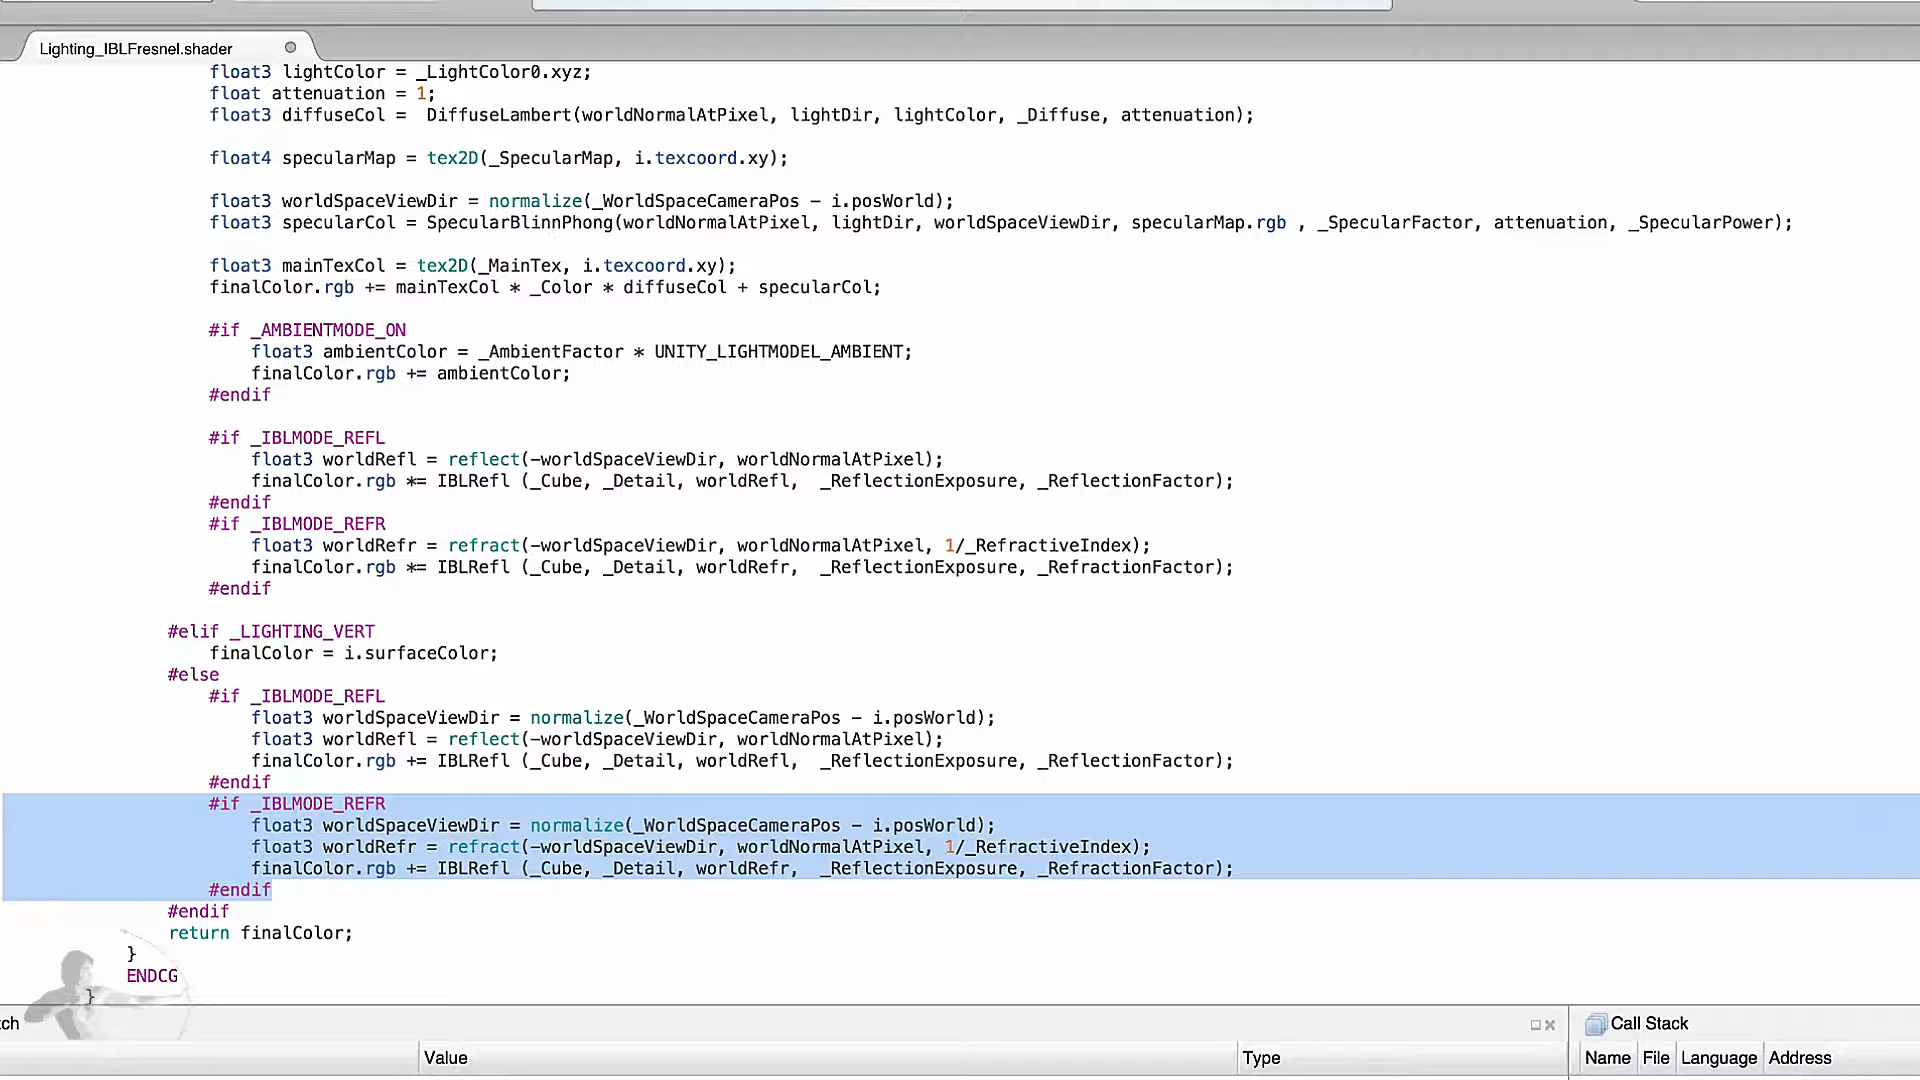 Lighting_IBLFresnel.shader
float3 lightColor = _LightColor0.xyz;
float attenuation = 1;
float3 diffuseCol =  DiffuseLambert(worldNormalAtPixel, lightDir, lightColor, _Diffuse, attenuation);
float4 specularMap = tex2D(_SpecularMap, i.texcoord.xy);
float3 worldSpaceViewDir = normalize(_WorldSpaceCameraPos - i.posWorld);
float3 specularCol = SpecularBlinnPhong(worldNormalAtPixel, lightDir, worldSpaceViewDir, specularMap.rgb , _SpecularFactor, attenuation, _SpecularPower);
float3 mainTexCol = tex2D(_MainTex, i.texcoord.xy);
finalColor.rgb += mainTexCol * _Color * diffuseCol + specularCol;
#if _AMBIENTMODE_ON
float3 ambientColor = _AmbientFactor * UNITY_LIGHTMODEL_AMBIENT;
finalColor.rgb += ambientColor;
#endif
#if _IBLMODE_REFL
float3 worldRefl = reflect(-worldSpaceViewDir, worldNormalAtPixel);
finalColor.rgb *= IBLRefl (_Cube, _Detail, worldRefl,  _ReflectionExposure, _ReflectionFactor);
#endif
#if _IBLMODE_REFR
float3 worldRefr = refract(-worldSpaceViewDir, worldNormalAtPixel, 1/_RefractiveIndex);
finalColor.rgb *= IBLRefl (_Cube, _Detail, worldRefr,  _ReflectionExposure, _RefractionFactor);
#endif
#elif _LIGHTING_VERT
finalColor = i.surfaceColor;
#else
#if _IBLMODE_REFL
float3 worldSpaceViewDir = normalize(_WorldSpaceCameraPos - i.posWorld);
float3 worldRefl = reflect(-worldSpaceViewDir, worldNormalAtPixel);
finalColor.rgb += IBLRefl (_Cube, _Detail, worldRefl,  _ReflectionExposure, _ReflectionFactor);
#endif
#if _IBLMODE_REFR
float3 worldSpaceViewDir = normalize(_WorldSpaceCameraPos - i.posWorld);
float3 worldRefr = refract(-worldSpaceViewDir, worldNormalAtPixel, 1/_RefractiveIndex);
finalColor.rgb += IBLRefl (_Cube, _Detail, worldRefr,  _ReflectionExposure, _RefractionFactor);
#endif
#endif
return finalColor;
}
ENDCG
}
tch Call Stack
Value Type Name File Language Address